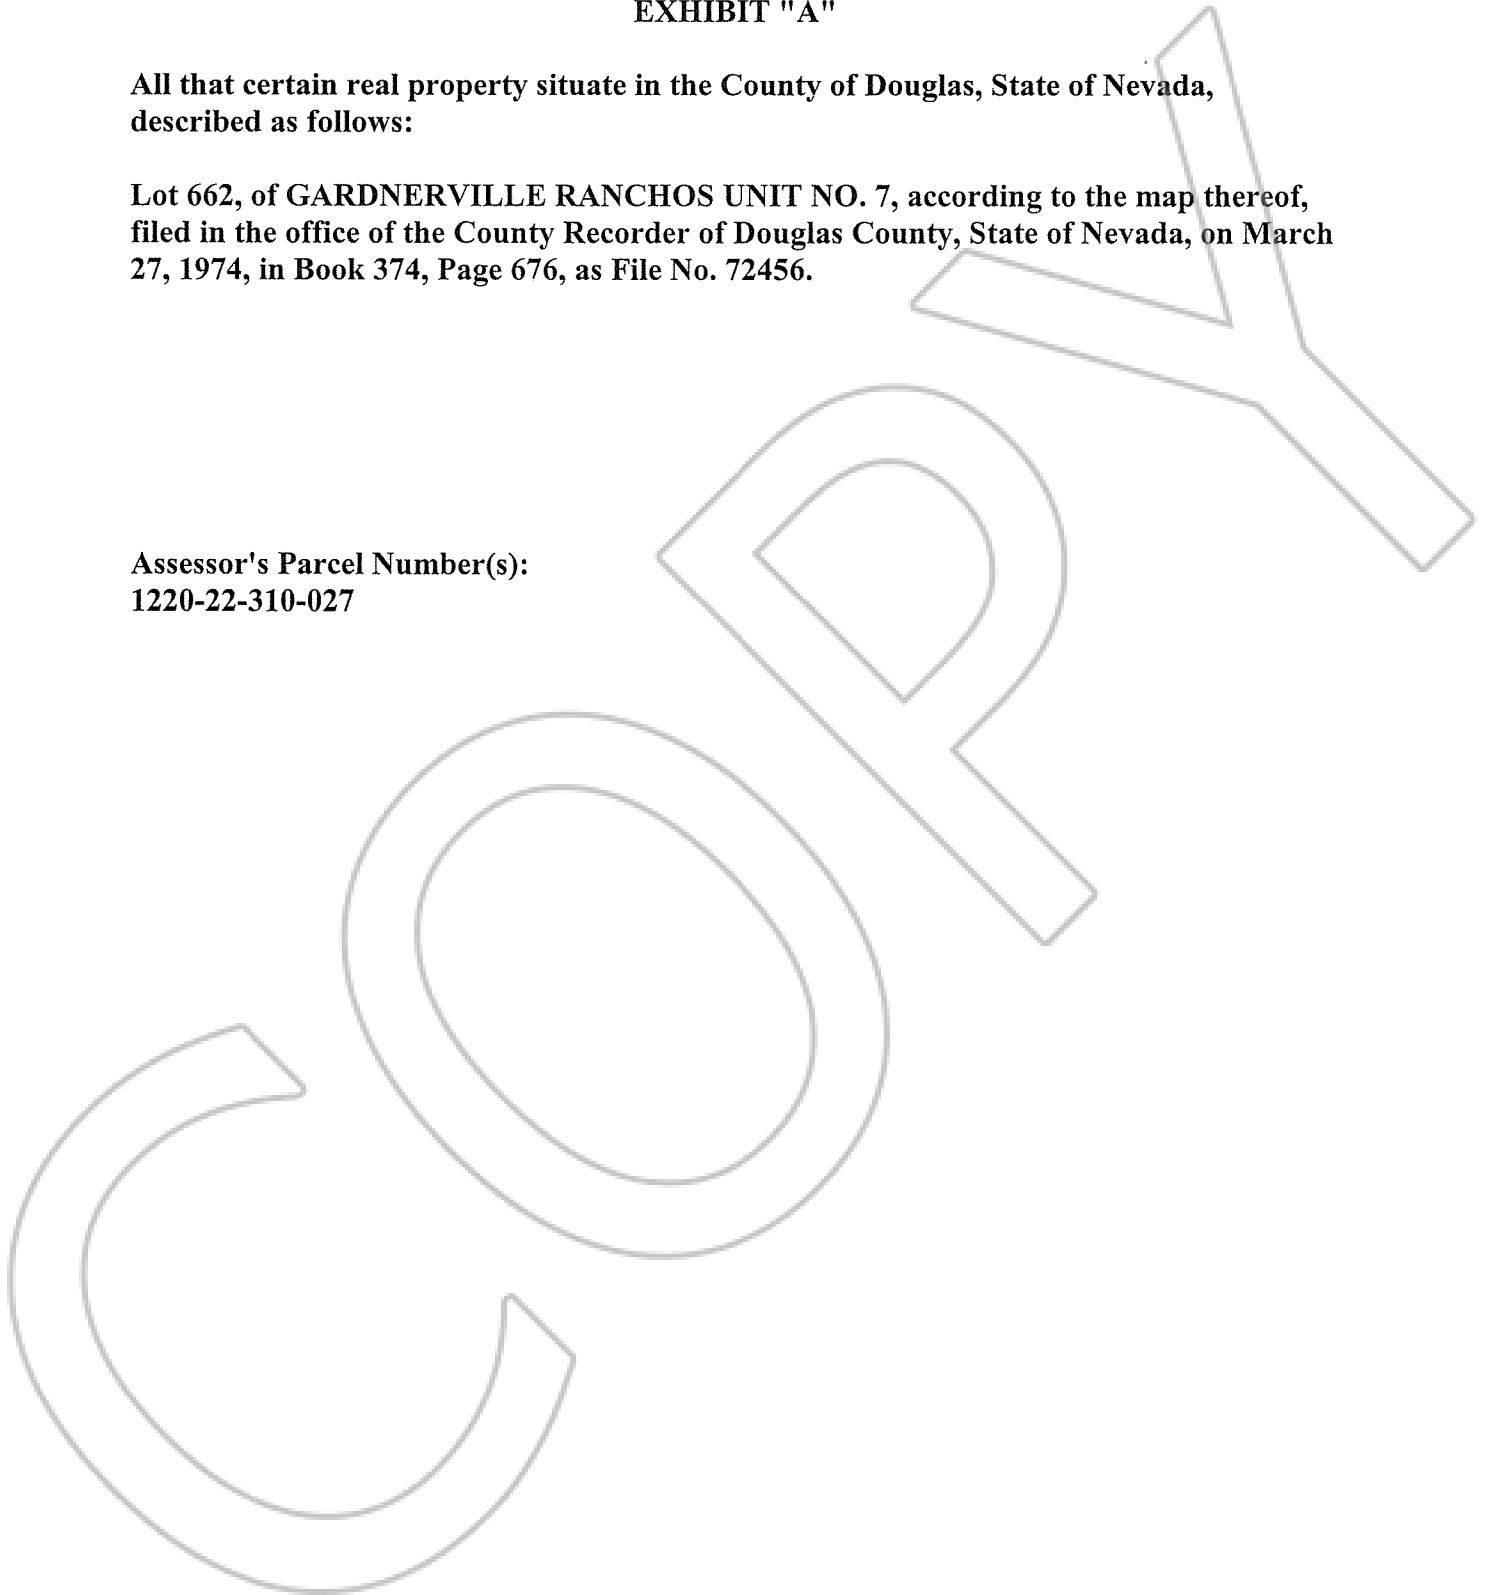 EXHIBIT "A"
All that certain real property situate in the County of Douglas, State of Nevada,
described as follows:
Lot 662, of GARDNERVILLE RANCHOS UNIT NO. 7, according to the map thereof,
filed in the office of the County Recorder of Douglas County, State of Nevada, on March
27, 1974, in Book 374, Page 676, as File No. 72456.
Assessor's Parcel Number(s):
1220-22-310-027
COPY